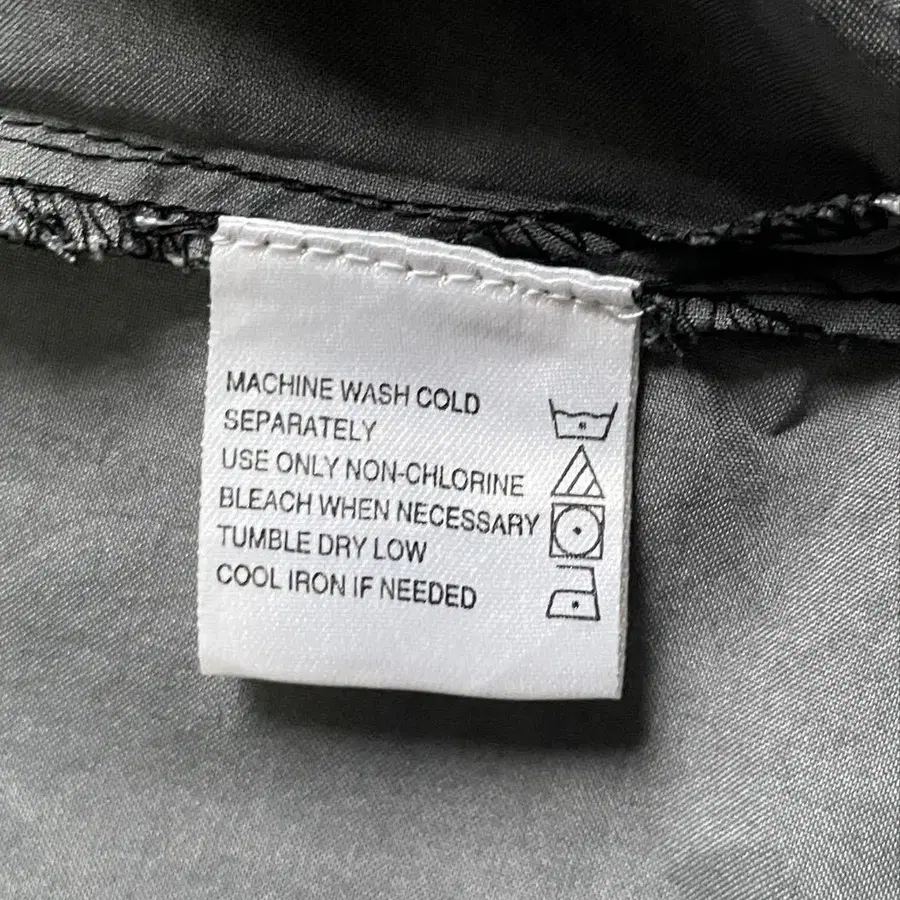 MACHINE WASH COLD
SEPARATELY
USE ONLY NON-CHLORINE
BLEACH WHEN NECESSARY
TUMBLE DRY LOW
COOL IRON IF NEEDED